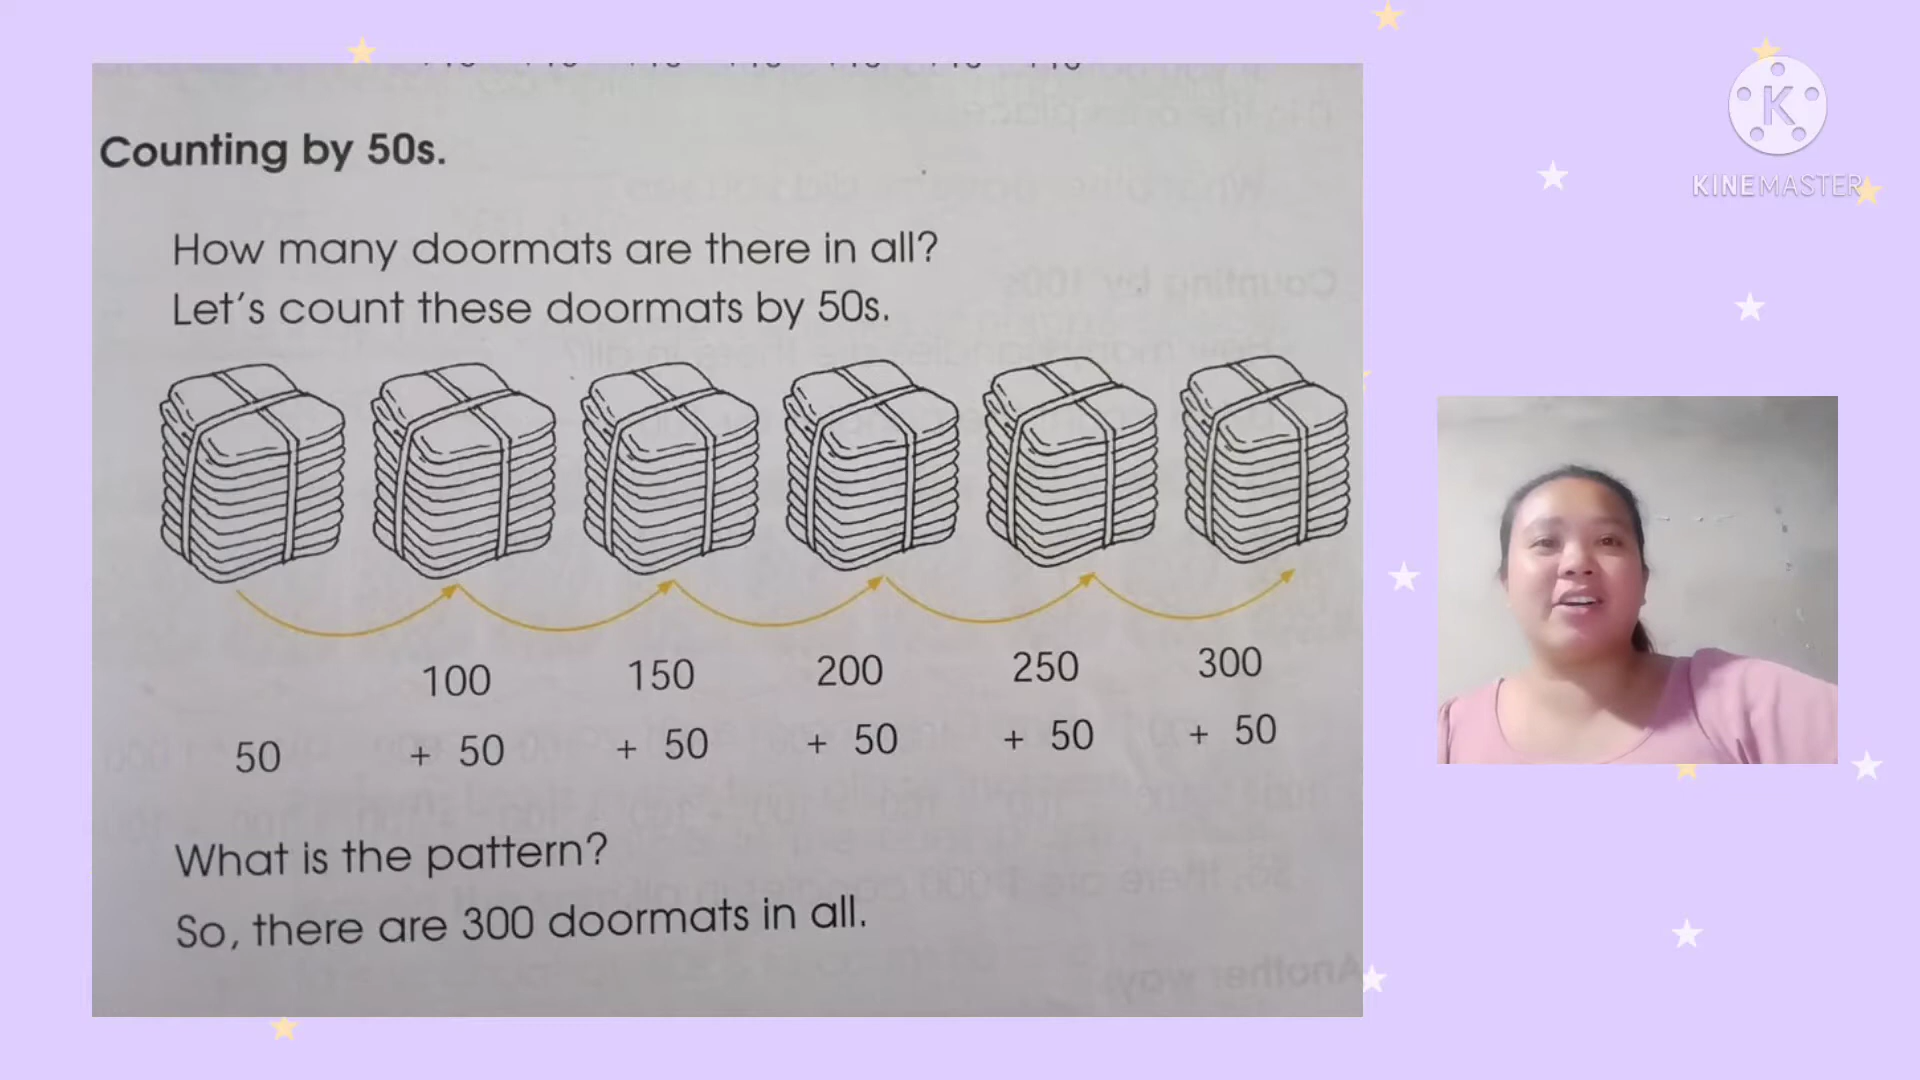 Counting by 50s.
How many doormats are there in all?
Let's count these doormats by 50s.
100 150 200 250 300
50 + 50 + 50 + 50 + 50 + 50
What is the pattern?
So, there are 300 doormats in all.
KINEMASTER